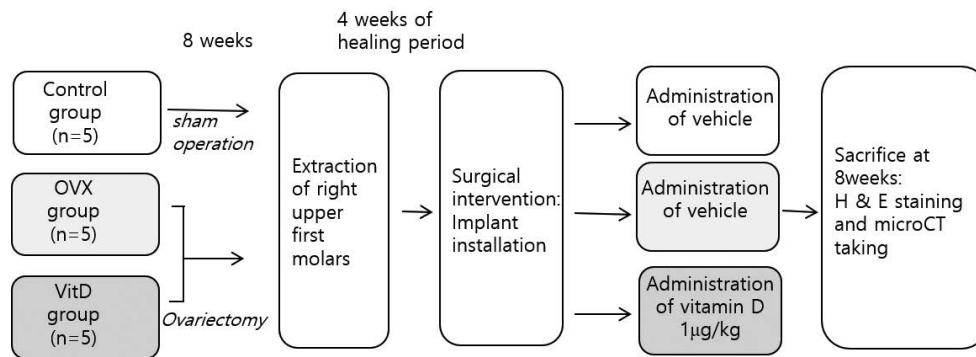 8 weeks
4 weeks of
healing period
Control
group
(n=5)
sham
operation
OVX
group
(n=5)
VitD
group
(n=5)
Ovariectomy
Extraction
of right
upper
first
molars
Surgical
intervention:
Implant
installation
Administration
of vehicle
Administration
of vehicle
Administration
of vitamin D
1μg/kg
Sacrifice at
8weeks:
H & E staining
and microCT
taking